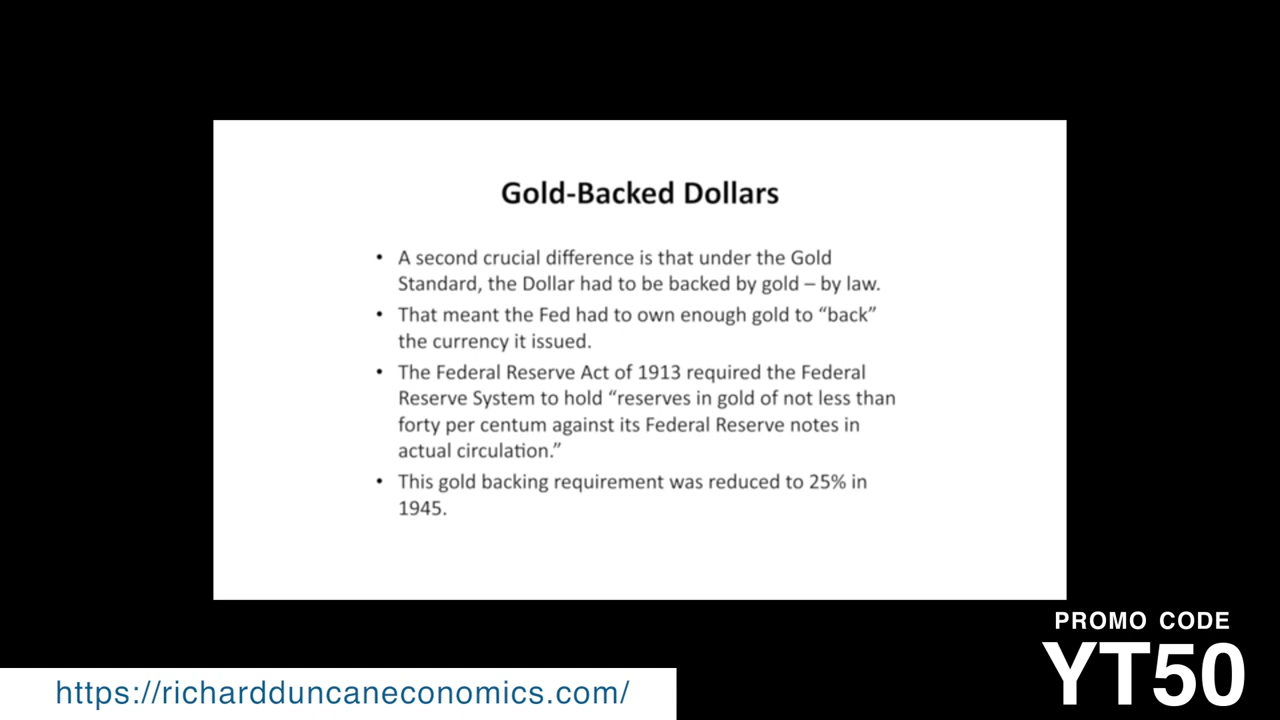 Gold-Backed Dollars
• A second crucial difference is that under the Gold
Standard, the Dollar had to be backed by gold – by law.
• That meant the Fed had to own enough gold to “back”
the currency it issued.
• The Federal Reserve Act of 1913 required the Federal
Reserve System to hold “reserves in gold of not less than
forty per centum against its Federal Reserve notes in
actual circulation.”
• This gold backing requirement was reduced to 25% in
1945.
PROMO CODE
YT50
https://richardduncaneconomics.com/